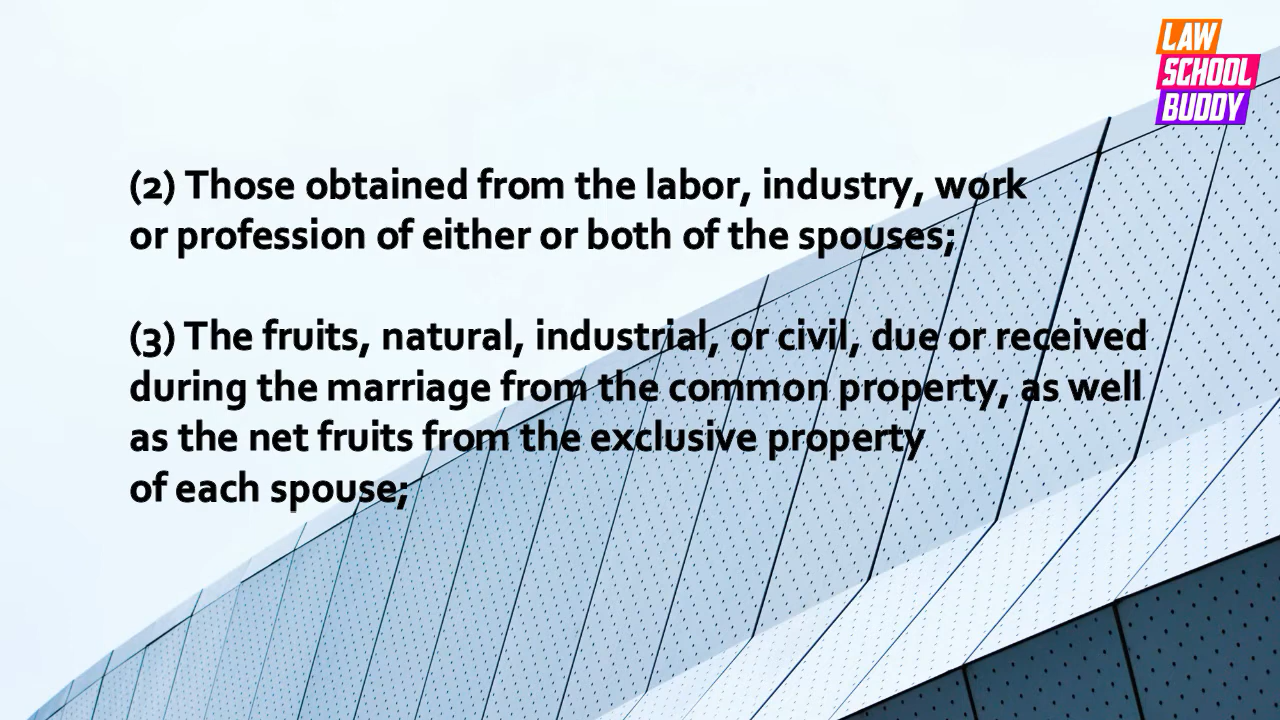 LAW
SCHOOL
BUDDY
(2) Those obtained from the labor, industry, work
or profession of either or both of the spouses;
(3) The fruits, natural, industrial, or civil, due or received
during the marriage from the common property, as well
as the net fruits from the exclusive property
of each spouse;